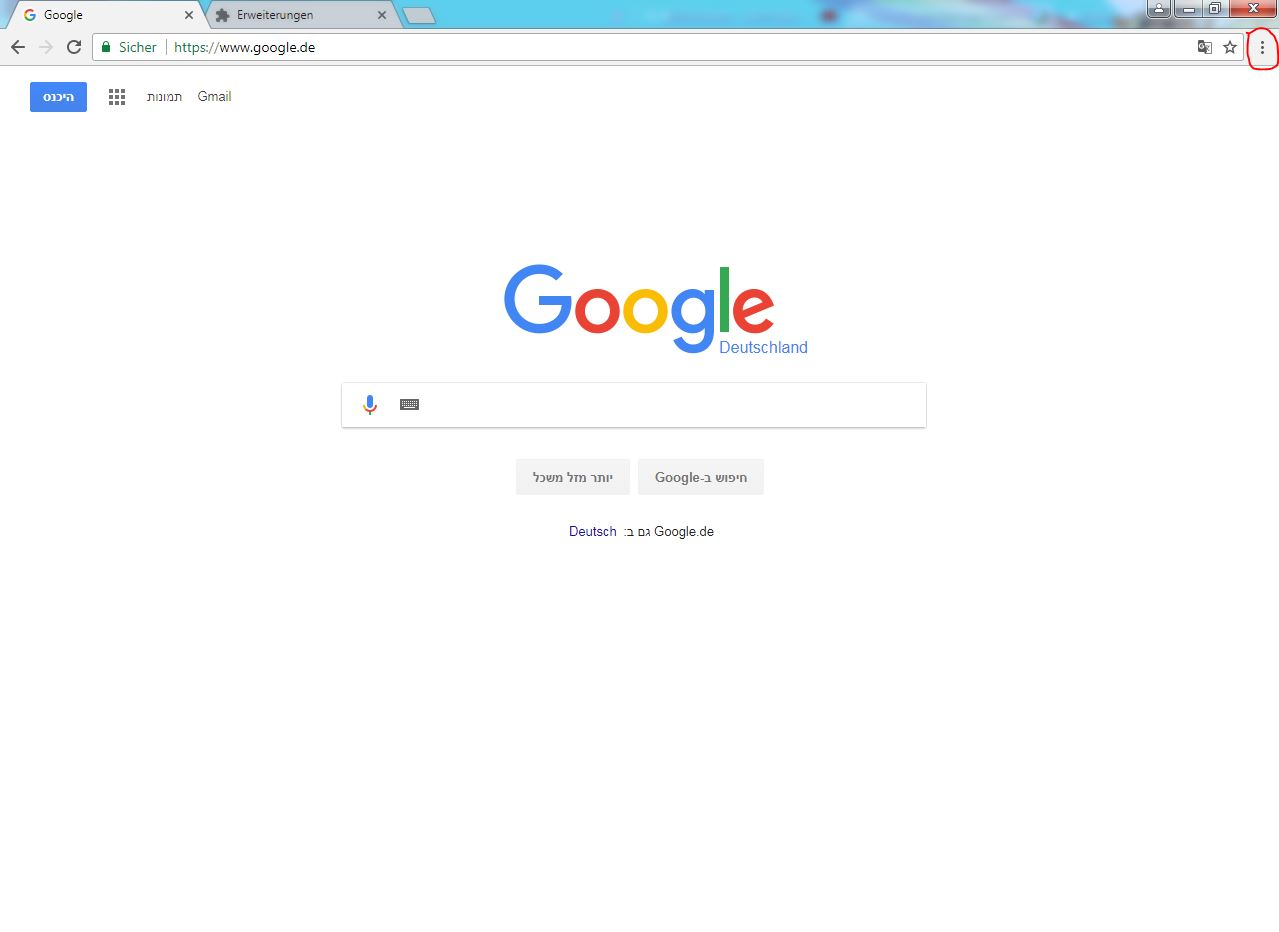 Google
Erweiterungen
Sicher
https://www.google.de
היכנס
תמונות
Gmail
Google
Deutschland
חיפוש ב-Google
יותר מזל משכל
Google.de גם ב: Deutsch